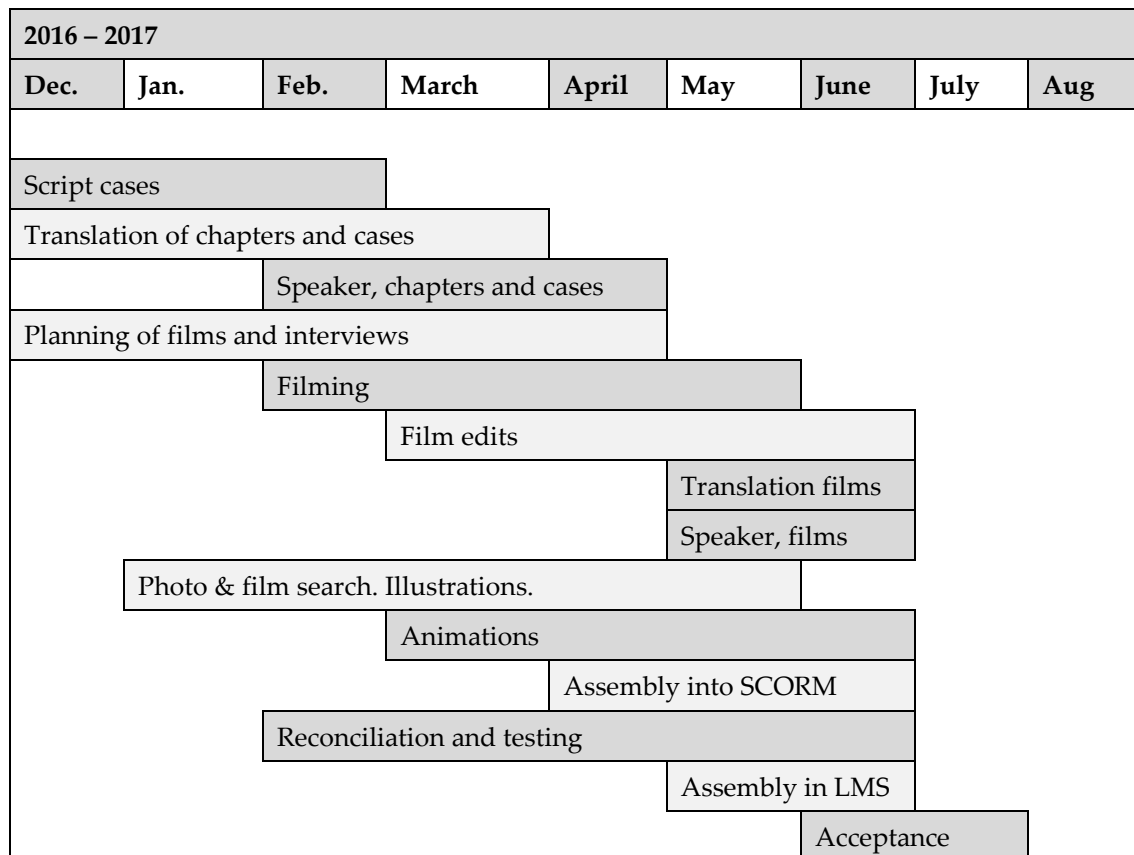 2016 – 2017
Dec. Jan. Feb. March April May June July Aug
Script cases
Translation of chapters and cases
Speaker, chapters and cases
Planning of films and interviews
Filming
Film edits
Translation films
Speaker, films
Photo & film search. Illustrations.
Animations
Assembly into SCORM
Reconciliation and testing
Assembly in LMS
Acceptance